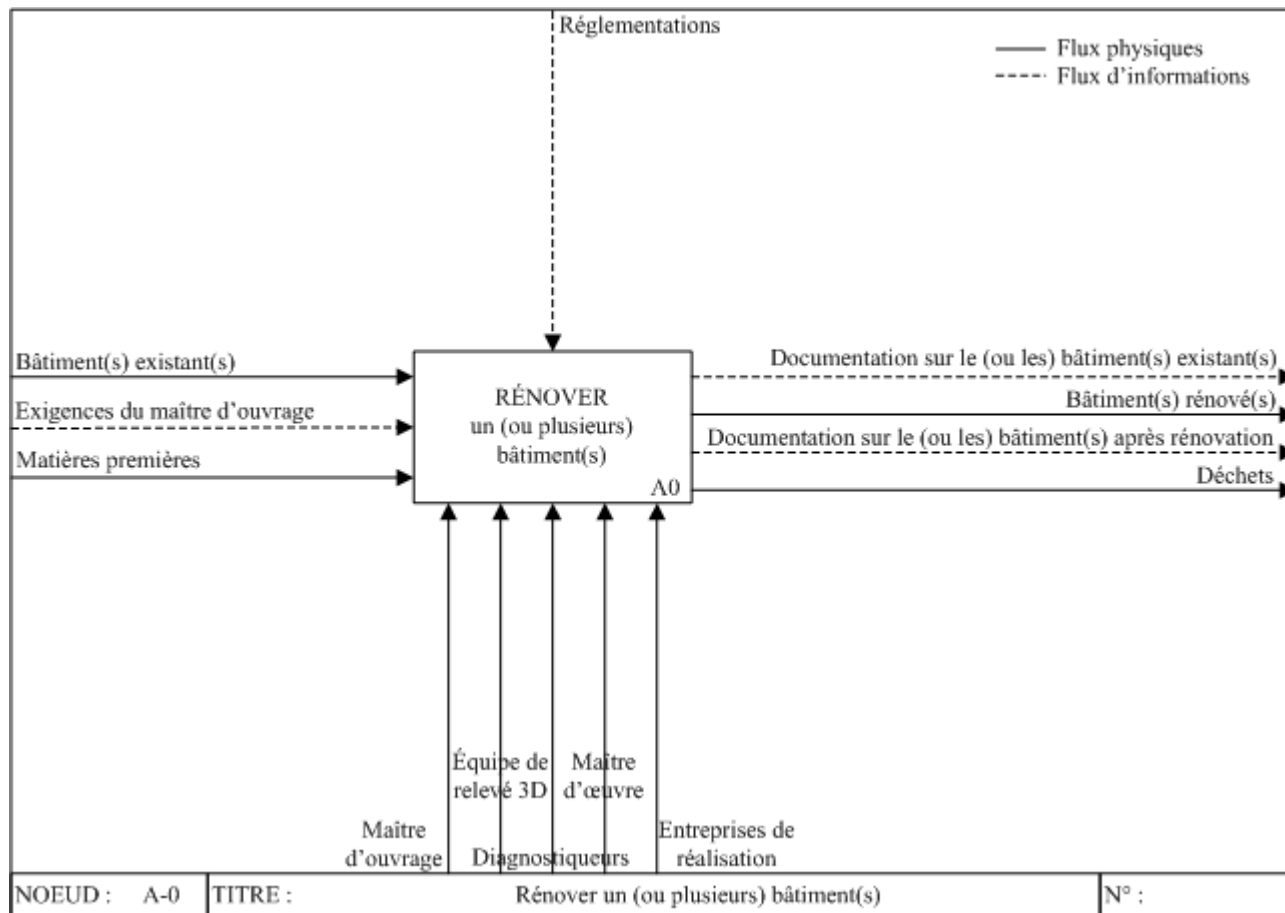 Réglementations
Flux physiques
Flux d'informations
Bâtiment(s) existant(s)
Exigences du maître d'ouvrage
Matières premières
RÉNOVER
un (ou plusieurs)
bâtiment(s)
A0
Documentation sur le (ou les) bâtiment(s) existant(s)
Bâtiment(s) rénové(s)
Documentation sur le (ou les) bâtiment(s) après rénovation
Déchets
Maître
d'ouvrage
Équipe de
relevé 3D
Diagnostiqueurs
Maître
d'œuvre
Entreprises de
réalisation
NOEUD : A-0
TITRE : Rénover un (ou plusieurs) bâtiment(s)
N° :